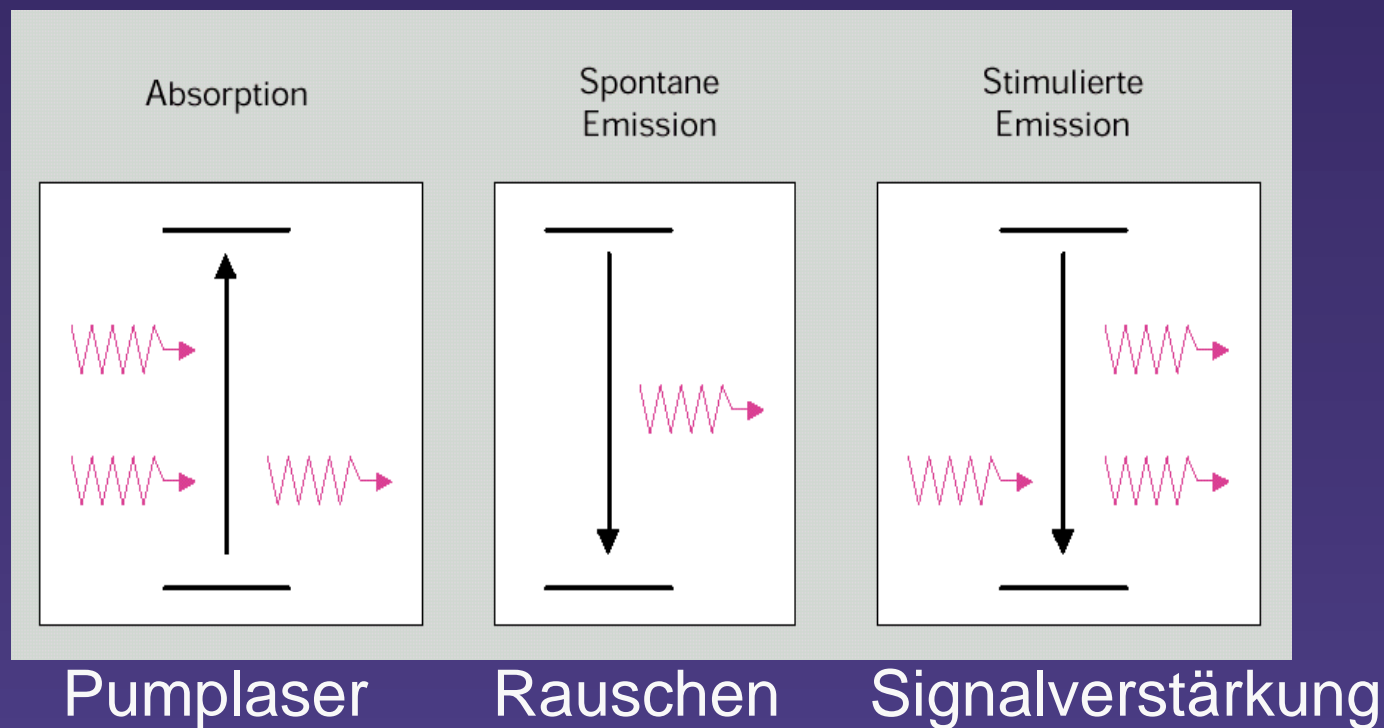 Absorption
Spontane
Emission
Stimulierte
Emission
Pumplaser
Rauschen
Signalverstärkung